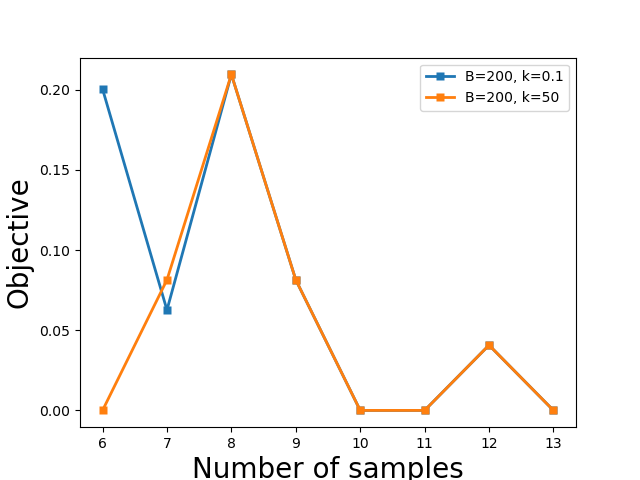 B=200, k=0.1
B=200, k=50
0.20
0.15
0.10
0.05
0.00
Objective
6 7 8 9 10 11 12 13
Number of samples